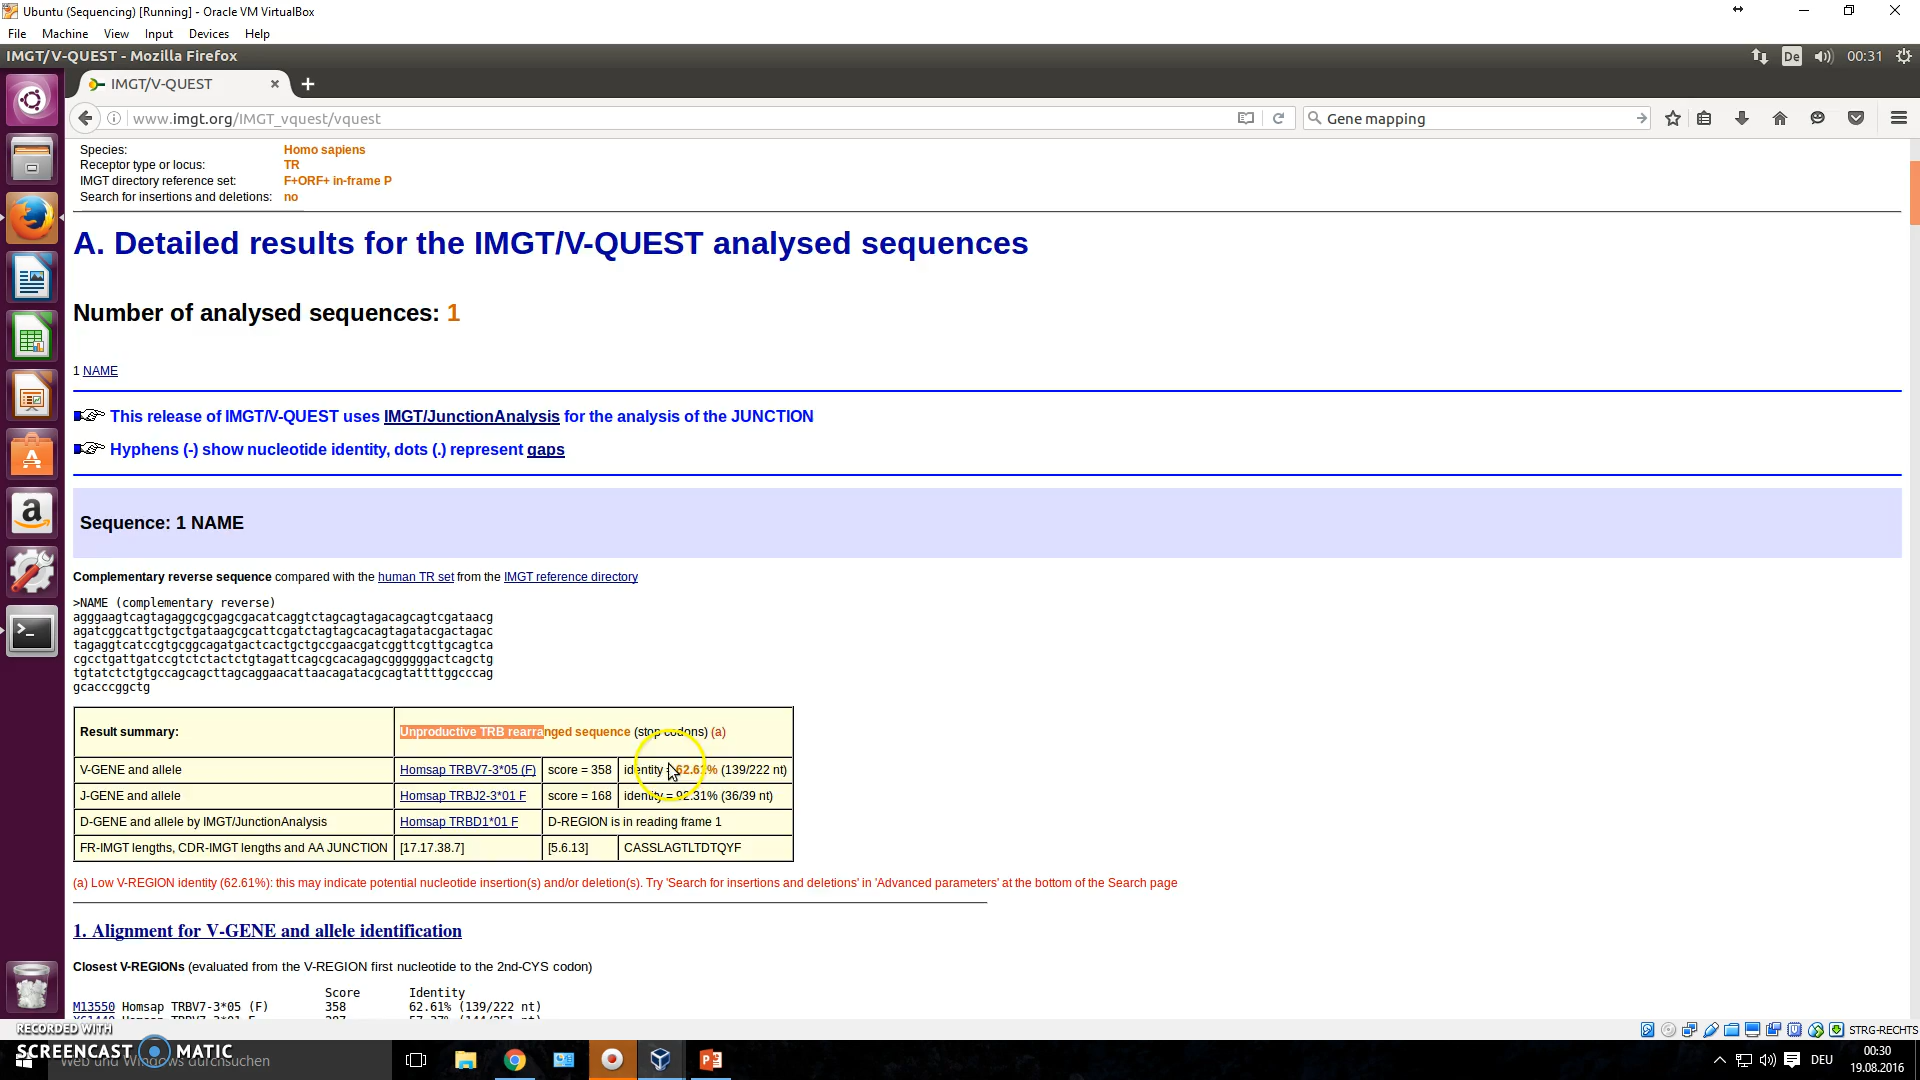 Ubuntu (Sequencing) [Running] - Oracle VM VirtualBox
File Machine View Input Devices Help
IMGT/V-QUEST - Mozilla Firefox
De 00:31
IMGT/V-QUEST
www.imgt.org/IMGT_vquest/vquest
Gene mapping
Species: Homo sapiens
Receptor type or locus: TR
IMGT directory reference set: F+ORF+ in-frame P
Search for insertions and deletions: no
A. Detailed results for the IMGT/V-QUEST analysed sequences
Number of analysed sequences: 1
1 NAME
This release of IMGT/V-QUEST uses IMGT/JunctionAnalysis for the analysis of the JUNCTION
Hyphens (-) show nucleotide identity, dots (.) represent gaps
Sequence: 1 NAME
Complementary reverse sequence compared with the human TR set from the IMGT reference directory
>NAME (complementary reverse)
agggaagtcagtagaggcgcgagcgacatcaggtctagcagtagacagcagtcgataacg
agatcggcattgctgctgataagcgcattcgatctagtagcacagtagatacgactagac
tagaggtcatccgtgcggcagatgactcactgctgccgaacgatcggttcgttgcagtca
cgcctgattgatccgtctctactctgtagattcagcgcacagagcggggggactcagctg
tgtatctctgtgccagcagcttagcaggaacattaacagatacgcagtattttggcccag
gcacccggctg
Result summary: Unproductive TRB rearranged sequence (stop codons) (a)
V-GENE and allele Homsap TRBV7-3*05 (F) score = 358 identity = 62.61% (139/222 nt)
J-GENE and allele Homsap TRBJ2-3*01 F score = 168 identity = 92.31% (36/39 nt)
D-GENE and allele by IMGT/JunctionAnalysis Homsap TRBD1*01 F D-REGION is in reading frame 1
FR-IMGT lengths, CDR-IMGT lengths and AA JUNCTION [17.17.38.7] [5.6.13] CASSLAGTLTDTQYF
(a) Low V-REGION identity (62.61%): this may indicate potential nucleotide insertion(s) and/or deletion(s). Try 'Search for insertions and deletions' in 'Advanced parameters' at the bottom of the Search page
1. Alignment for V-GENE and allele identification
Closest V-REGIONs (evaluated from the V-REGION first nucleotide to the 2nd-CYS codon)
Score Identity
M13550 Homsap TRBV7-3*05 (F) 358 62.61% (139/222 nt)
STRG-RECHTS
RECORDED WITH
SCREENCAST MATIC
Web und Windows durchsuchen
DEU
00:30
19.08.2016